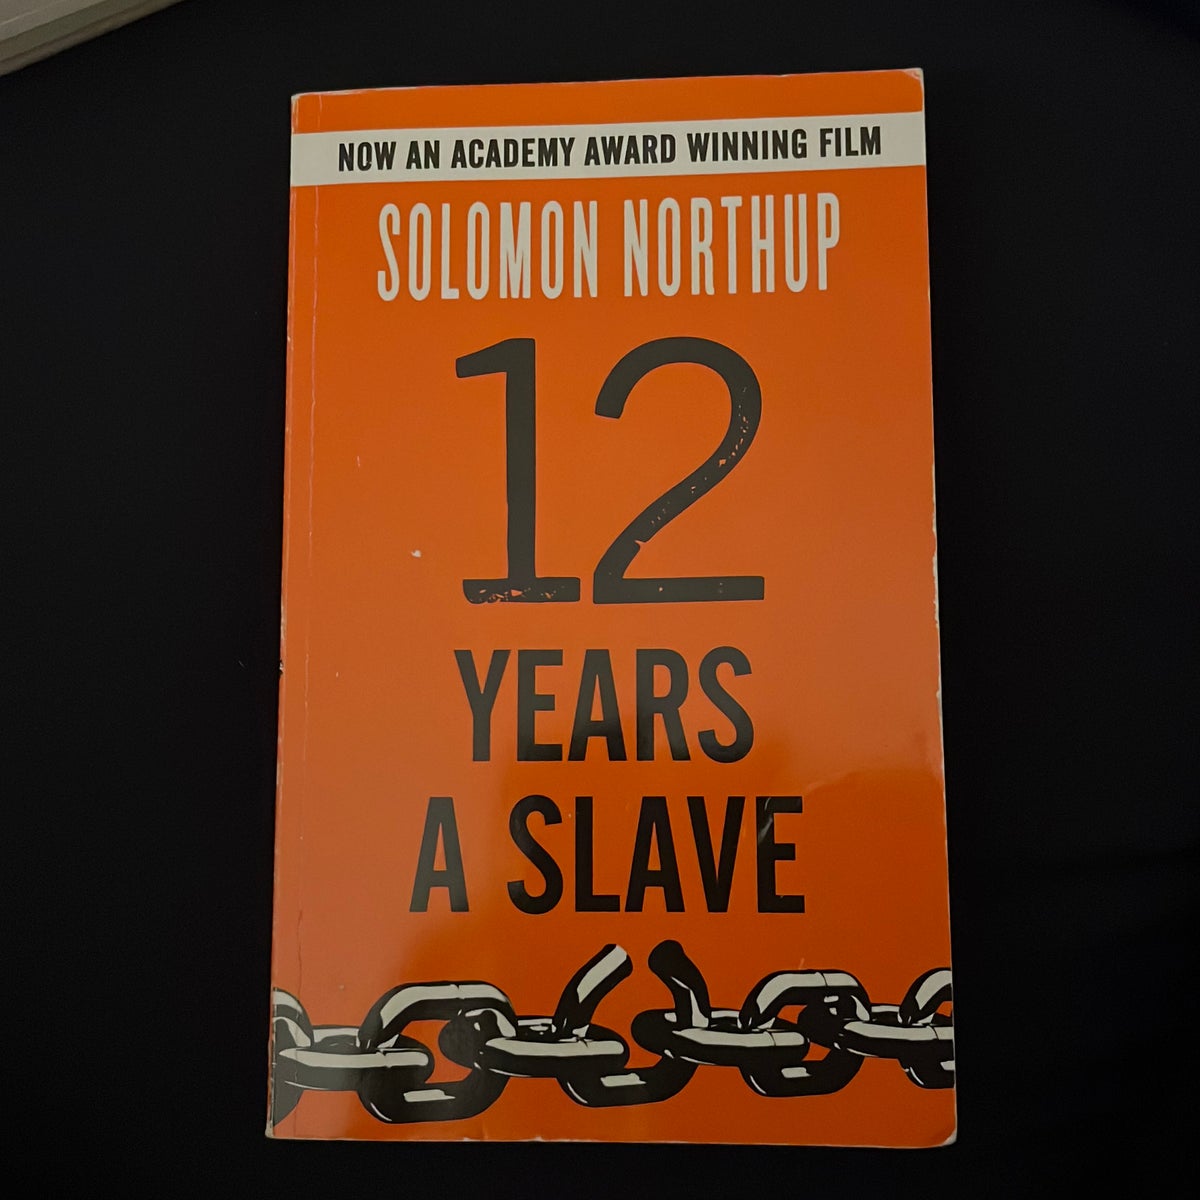 NOW AN ACADEMY AWARD WINNING FILM
SOLOMON NORTHUP
12
YEARS
A SLAVE